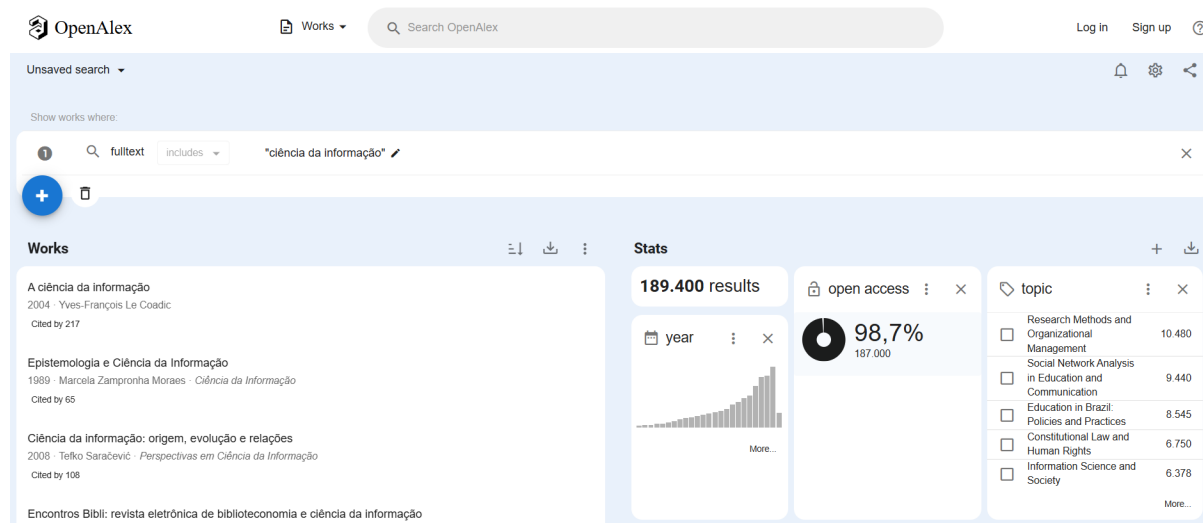 OpenAlex
Works
Search OpenAlex
Log in
Sign up
Unsaved search
Show works where:
1
fulltext
includes
"ciência da informação"
Works
A ciência da informação
2004 · Yves-François Le Coadic
Cited by 217
Epistemologia e Ciência da Informação
1989 · Marcela Zampronha Moraes · Ciência da Informação
Cited by 65
Ciência da informação: origem, evolução e relações
2008 · Tefko Saračević · Perspectivas em Ciência da Informação
Cited by 108
Encontros Bibli: revista eletrônica de biblioteconomia e ciência da informação
Stats
189.400 results
year
More...
open access
98,7%
187.000
topic
Research Methods and
Organizational
Management
10.480
Social Network Analysis
in Education and
Communication
9.440
Education in Brazil:
Policies and Practices
8.545
Constitutional Law and
Human Rights
6.750
Information Science and
Society
6.378
More...